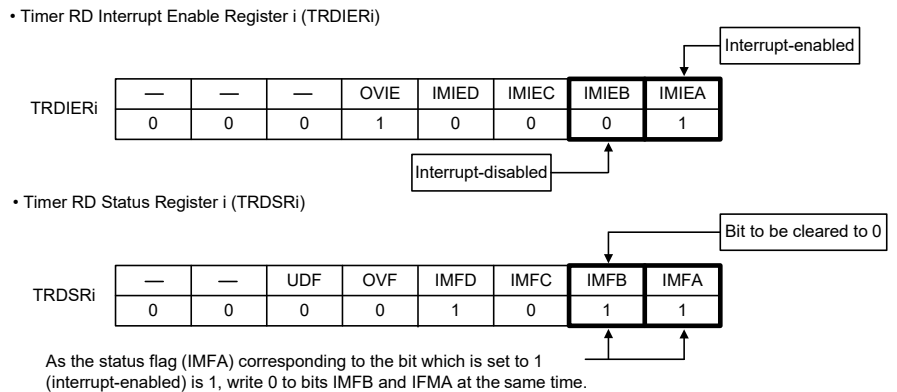 • Timer RD Interrupt Enable Register i (TRDIERi)
Interrupt-enabled
TRDIERi
— — — OVIE IMIED IMIEC IMIEB IMIEA
0 0 0 1 0 0 0 1
Interrupt-disabled
• Timer RD Status Register i (TRDSRi)
Bit to be cleared to 0
TRDSRi
— — UDF OVF IMFD IMFC IMFB IMFA
0 0 0 0 1 0 1 1
As the status flag (IMFA) corresponding to the bit which is set to 1
(interrupt-enabled) is 1, write 0 to bits IMFB and IFMA at the same time.